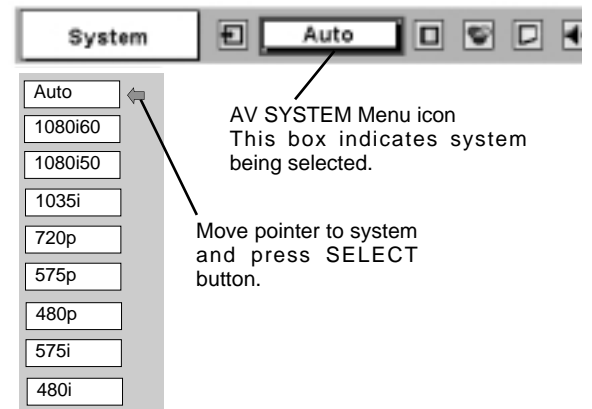 System
Auto
Auto
1080i60
1080i50
1035i
720p
575p
480p
575i
480i
AV SYSTEM Menu icon
This box indicates system
being selected.
Move pointer to system
and press SELECT
button.